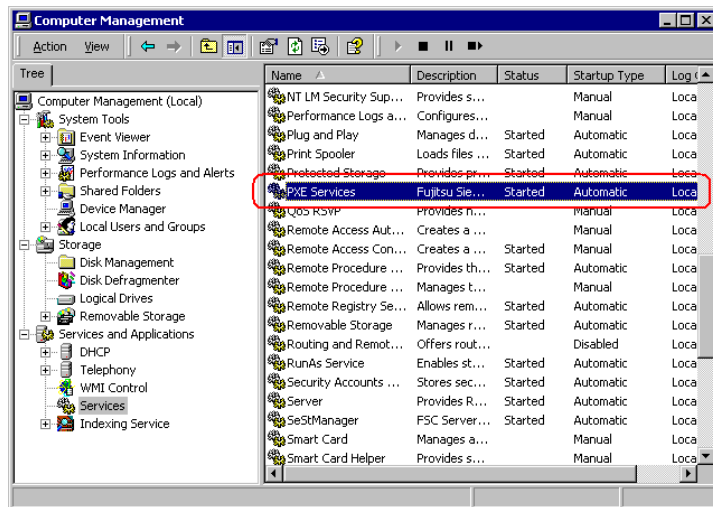 Computer Management
Action View
Tree
Name Description Status Startup Type Log
Computer Management (Local)
System Tools
Event Viewer
System Information
Performance Logs and Alerts
Shared Folders
Device Manager
Local Users and Groups
Storage
Disk Management
Disk Defragmenter
Logical Drives
Removable Storage
Services and Applications
DHCP
Telephony
WMI Control
Services
Indexing Service
NT LM Security Sup... Provides s... Manual Loca
Performance Logs a... Configures... Manual Loca
Plug and Play Manages d... Started Automatic Loca
Print Spooler Loads files ... Started Automatic Loca
Protected Storage Provides pr... Started Automatic Loca
PXE Services Fujitsu Sie... Started Automatic Loca
QoS RSVP Provides n... Manual Loca
Remote Access Aut... Creates a ... Manual Loca
Remote Access Con... Creates a ... Started Manual Loca
Remote Procedure ... Provides th... Started Automatic Loca
Remote Procedure ... Manages t... Manual Loca
Remote Registry Se... Allows rem... Started Automatic Loca
Removable Storage Manages r... Started Automatic Loca
Routing and Remot... Offers rout... Disabled Loca
RunAs Service Enables st... Started Automatic Loca
Security Accounts ... Stores sec... Started Automatic Loca
Server Provides R... Started Automatic Loca
SeStManager FSC Server... Started Automatic Loca
Smart Card Manages a... Manual Loca
Smart Card Helper Provides s... Manual Loca